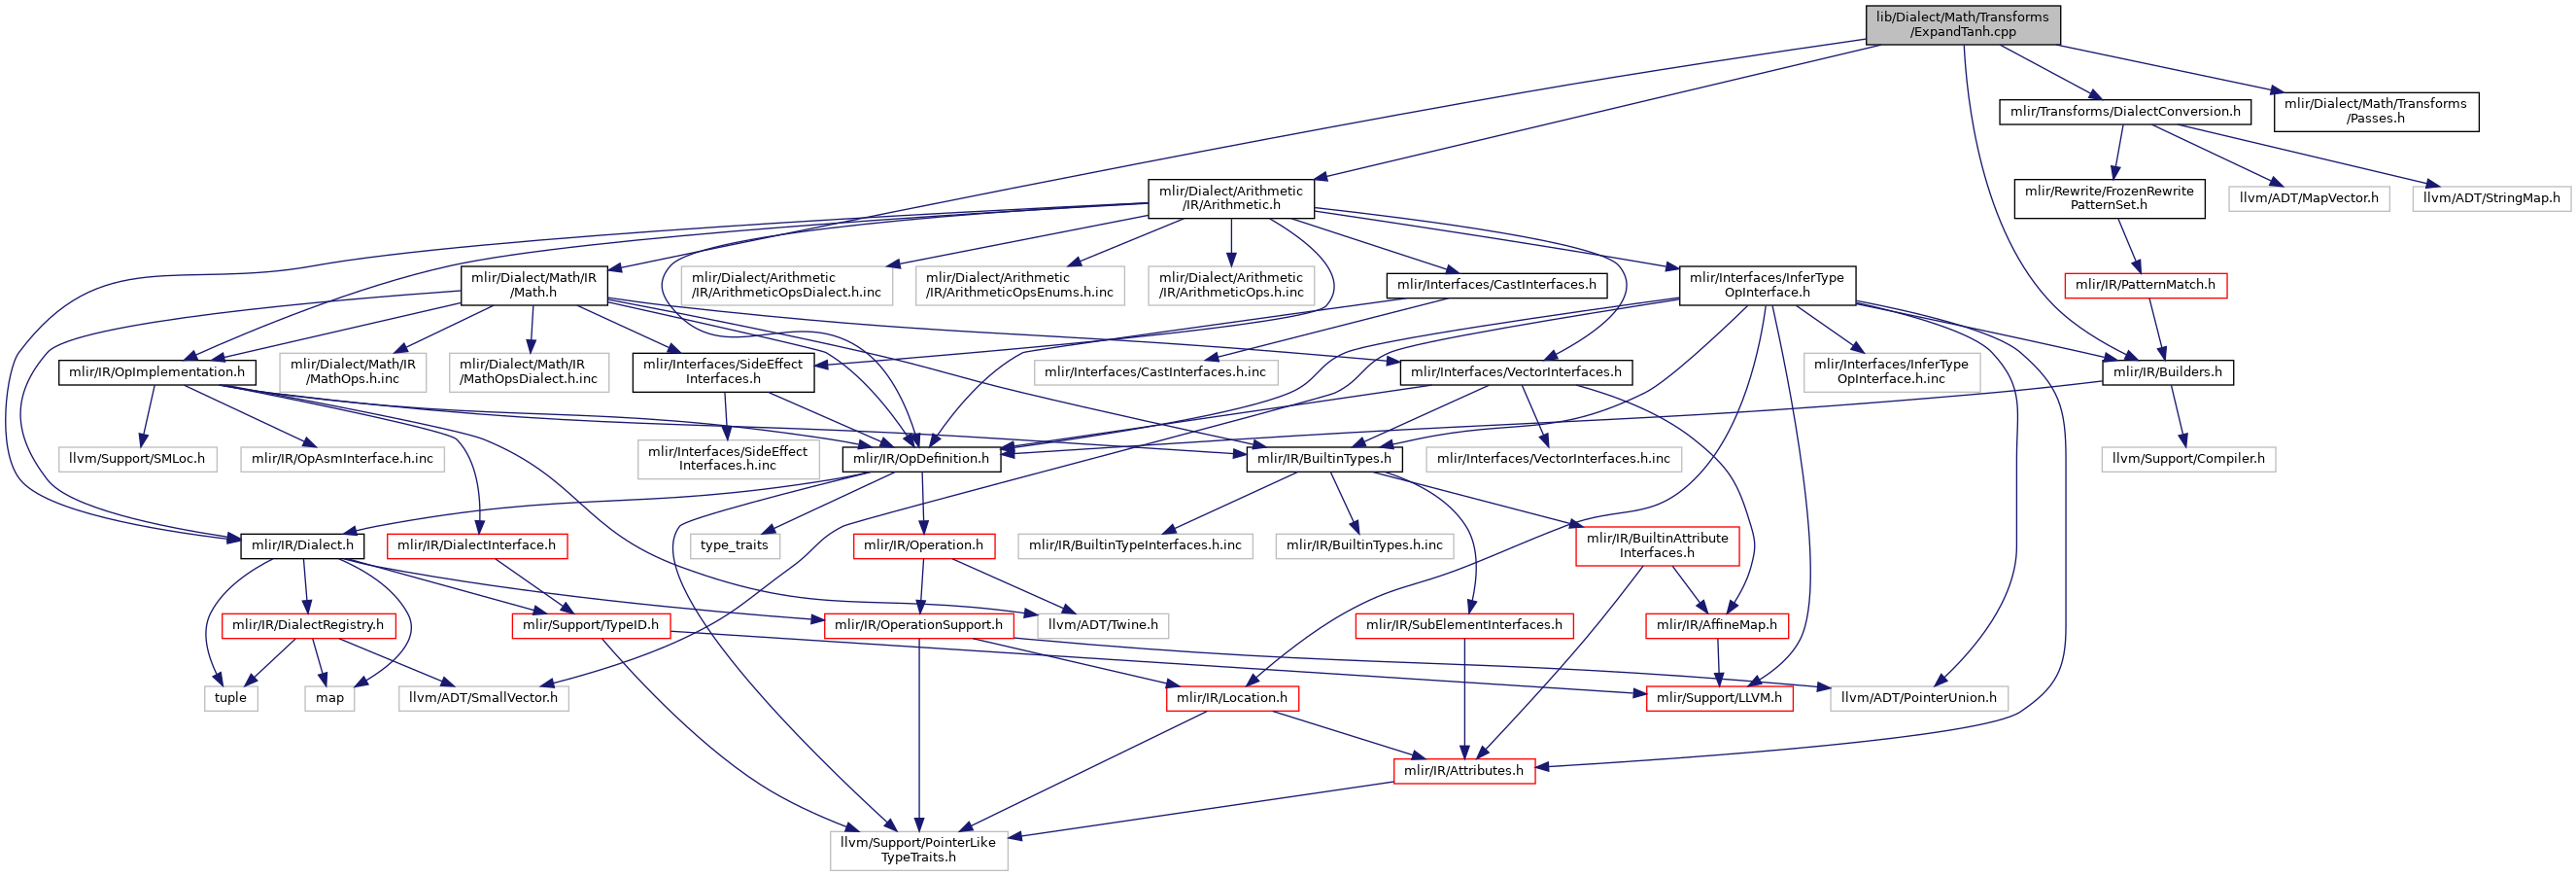 lib/Dialect/Math/Transforms
/ExpandTanh.cpp
mlir/Transforms/DialectConversion.h
mlir/Dialect/Math/Transforms
/Passes.h
mlir/Dialect/Arithmetic
/IR/Arithmetic.h
mlir/Rewrite/FrozenRewrite
PatternSet.h
llvm/ADT/MapVector.h
llvm/ADT/StringMap.h
mlir/Dialect/Math/IR
/Math.h
mlir/Dialect/Arithmetic
/IR/ArithmeticOpsDialect.h.inc
mlir/Dialect/Arithmetic
/IR/ArithmeticOpsEnums.h.inc
mlir/Dialect/Arithmetic
/IR/ArithmeticOps.h.inc
mlir/Interfaces/CastInterfaces.h
mlir/Interfaces/InferType
OpInterface.h
mlir/IR/PatternMatch.h
mlir/IR/OpImplementation.h
mlir/Dialect/Math/IR
/MathOps.h.inc
mlir/Dialect/Math/IR
/MathOpsDialect.h.inc
mlir/Interfaces/SideEffect
Interfaces.h
mlir/Interfaces/CastInterfaces.h.inc
mlir/Interfaces/VectorInterfaces.h
mlir/Interfaces/InferType
OpInterface.h.inc
mlir/IR/Builders.h
llvm/Support/SMLoc.h
mlir/IR/OpAsmInterface.h.inc
mlir/Interfaces/SideEffect
Interfaces.h.inc
mlir/IR/OpDefinition.h
mlir/IR/BuiltinTypes.h
mlir/Interfaces/VectorInterfaces.h.inc
llvm/Support/Compiler.h
mlir/IR/Dialect.h
mlir/IR/DialectInterface.h
type_traits
mlir/IR/Operation.h
mlir/IR/BuiltinTypeInterfaces.h.inc
mlir/IR/BuiltinTypes.h.inc
mlir/IR/BuiltinAttribute
Interfaces.h
mlir/IR/DialectRegistry.h
mlir/Support/TypeID.h
mlir/IR/OperationSupport.h
llvm/ADT/Twine.h
mlir/IR/SubElementInterfaces.h
mlir/IR/AffineMap.h
tuple
map
llvm/ADT/SmallVector.h
mlir/IR/Location.h
mlir/Support/LLVM.h
llvm/ADT/PointerUnion.h
mlir/IR/Attributes.h
llvm/Support/PointerLike
TypeTraits.h